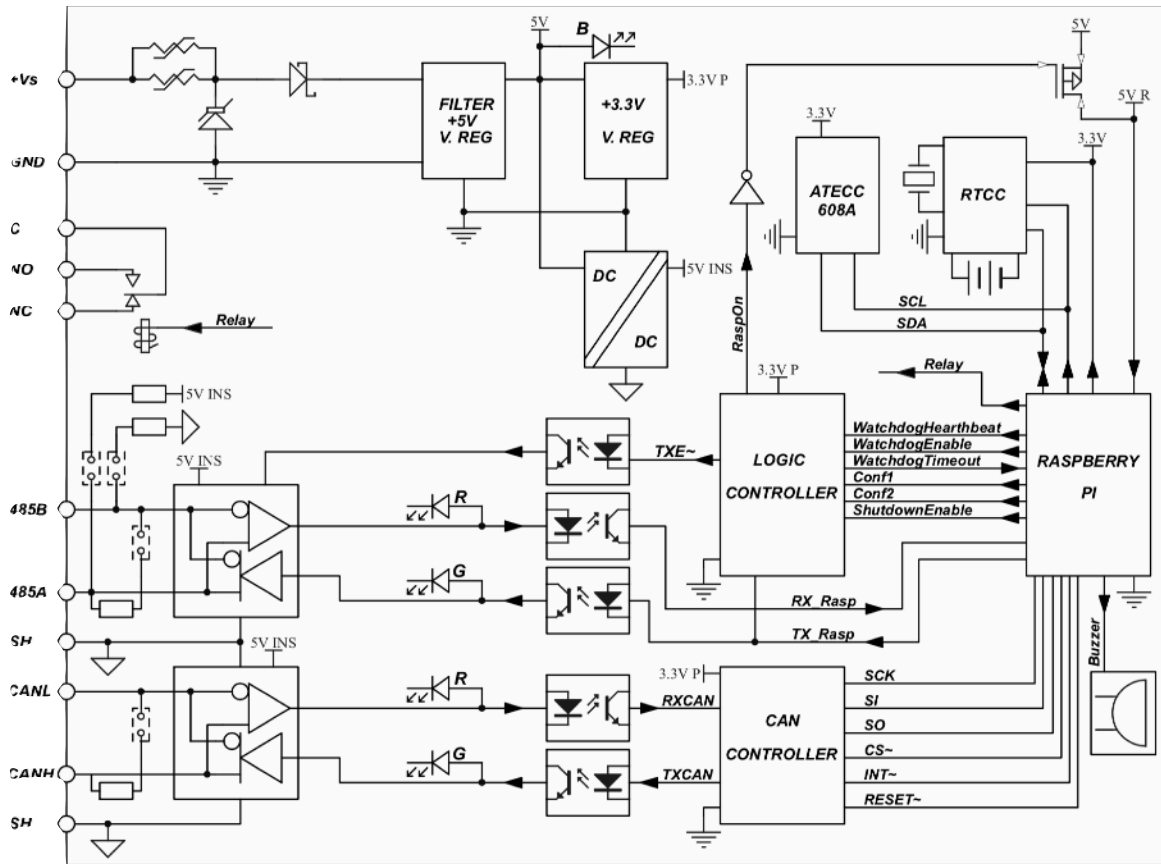 5V
B
5V
+Vs
3.3V P
5V R
FILTER
+5V
V. REG
+3.3V
V. REG
3.3V
3.3V
GND
ATECC
608A
RTCC
C
NO
DC
5V INS
NC
SCL
Relay
RaspOn
SDA
DC
3.3V P
Relay
5V INS
WatchdogHearthbeat
TXE~
LOGIC
CONTROLLER
WatchdogEnable
WatchdogTimeout
RASPBERRY
PI
5V INS
Conf1
Conf2
485B
R
ShutdownEnable
G
485A
RX_Rasp
TX_Rasp
SH
5V INS
Buzzer
3.3V P
SCK
CANL
R
RXCAN
SI
CAN
CONTROLLER
SO
G
CS~
CANH
TXCAN
INT~
RESET~
SH